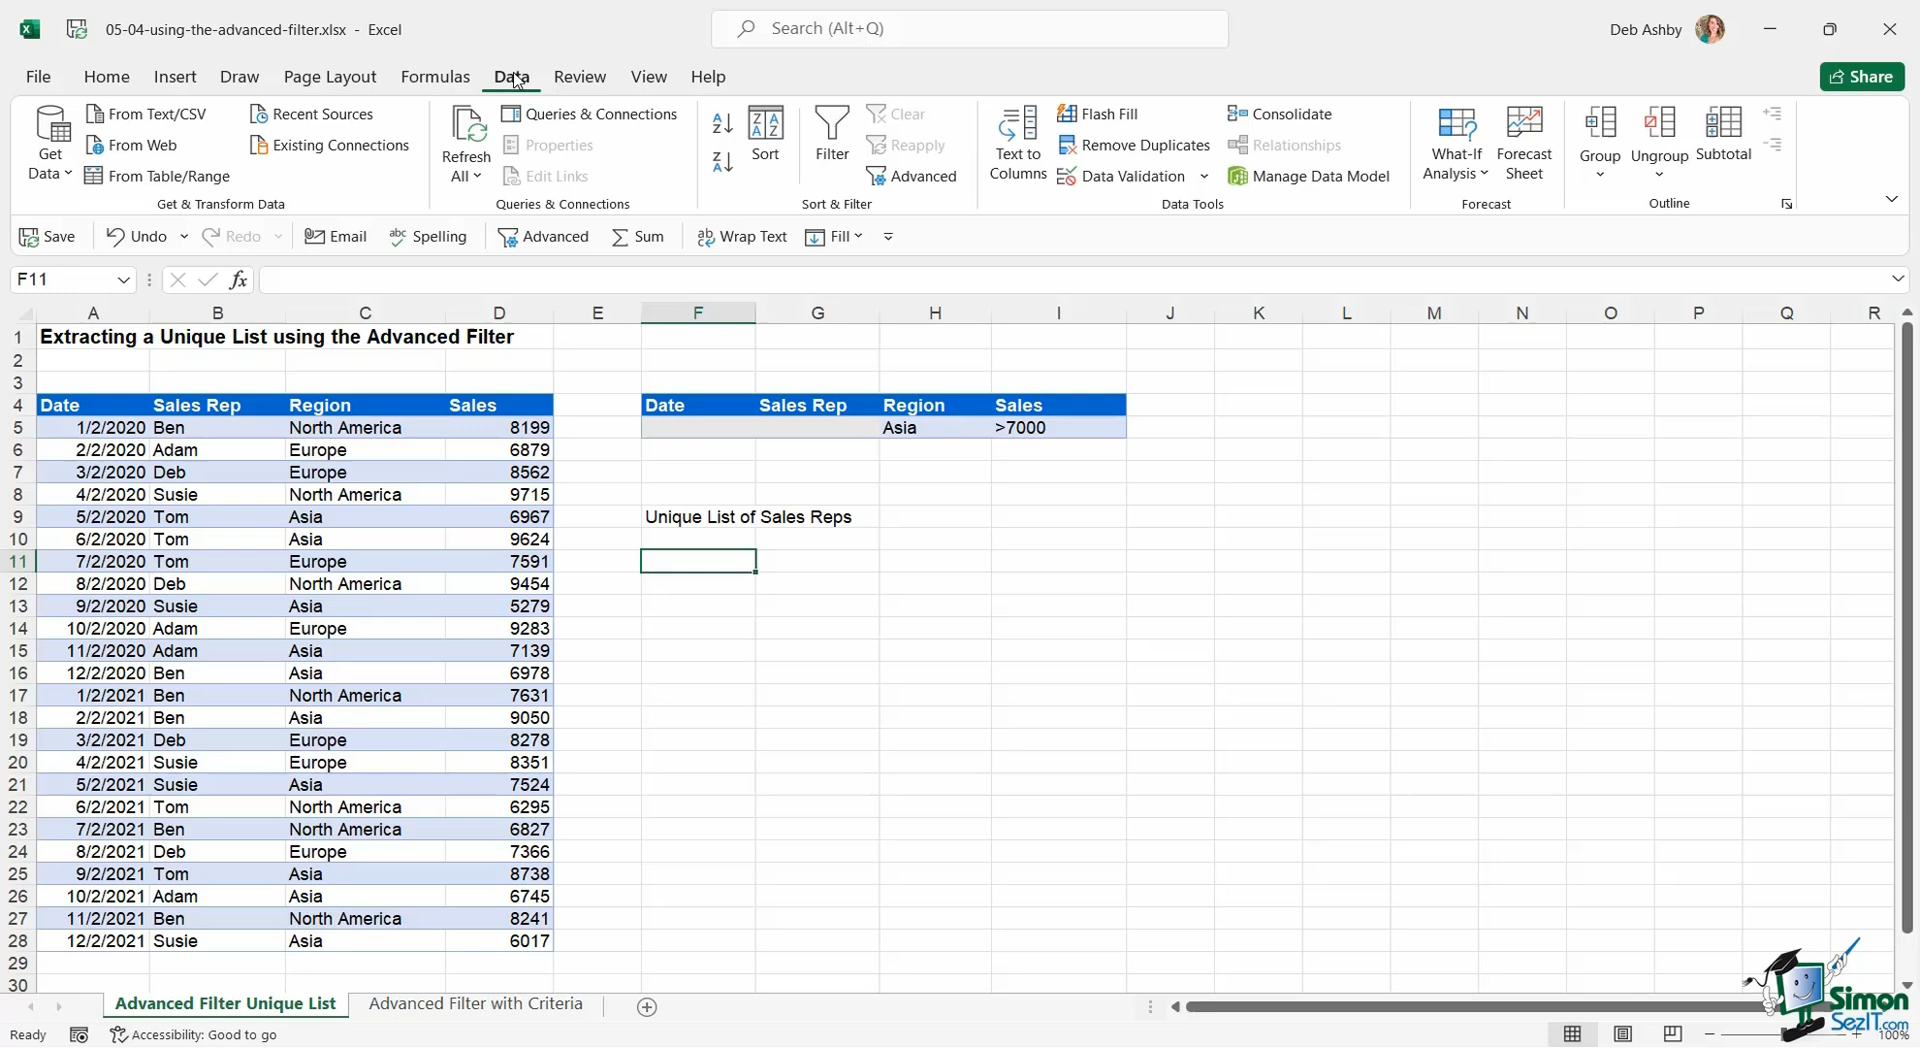 05-04-using-the-advanced-filter.xlsx - Excel
Search (Alt+Q)
Deb Ashby
File Home Insert Draw Page Layout Formulas Data Review View Help
Share
Get Data
From Text/CSV
From Web
From Table/Range
Recent Sources
Existing Connections
Get & Transform Data
Refresh All
Queries & Connections
Properties
Edit Links
Queries & Connections
Sort
Filter
Clear
Reapply
Advanced
Sort & Filter
Text to Columns
Flash Fill
Remove Duplicates
Data Validation
Consolidate
Relationships
Manage Data Model
Data Tools
What-If Analysis
Forecast Sheet
Forecast
Group
Ungroup
Subtotal
Outline
Save Undo Redo Email Spelling Advanced Sum Wrap Text Fill
F11 fx
A B C D E F G H I J K L M N O P Q R
1 Extracting a Unique List using the Advanced Filter
2
3
4 Date Sales Rep Region Sales Date Sales Rep Region Sales
5 1/2/2020 Ben North America 8199 Asia >7000
6 2/2/2020 Adam Europe 6879
7 3/2/2020 Deb Europe 8562
8 4/2/2020 Susie North America 9715
9 5/2/2020 Tom Asia 6967 Unique List of Sales Reps
10 6/2/2020 Tom Asia 9624
11 7/2/2020 Tom Europe 7591
12 8/2/2020 Deb North America 9454
13 9/2/2020 Susie Asia 5279
14 10/2/2020 Adam Europe 9283
15 11/2/2020 Adam Asia 7139
16 12/2/2020 Ben Asia 6978
17 1/2/2021 Ben North America 7631
18 2/2/2021 Ben Asia 9050
19 3/2/2021 Deb Europe 8278
20 4/2/2021 Susie Europe 8351
21 5/2/2021 Susie Asia 7524
22 6/2/2021 Tom North America 6295
23 7/2/2021 Ben North America 6827
24 8/2/2021 Deb Europe 7366
25 9/2/2021 Tom Asia 8738
26 10/2/2021 Adam Asia 6745
27 11/2/2021 Ben North America 8241
28 12/2/2021 Susie Asia 6017
29
30
Advanced Filter Unique List Advanced Filter with Criteria
Simon
SezIT.com
Ready Accessibility: Good to go 100%